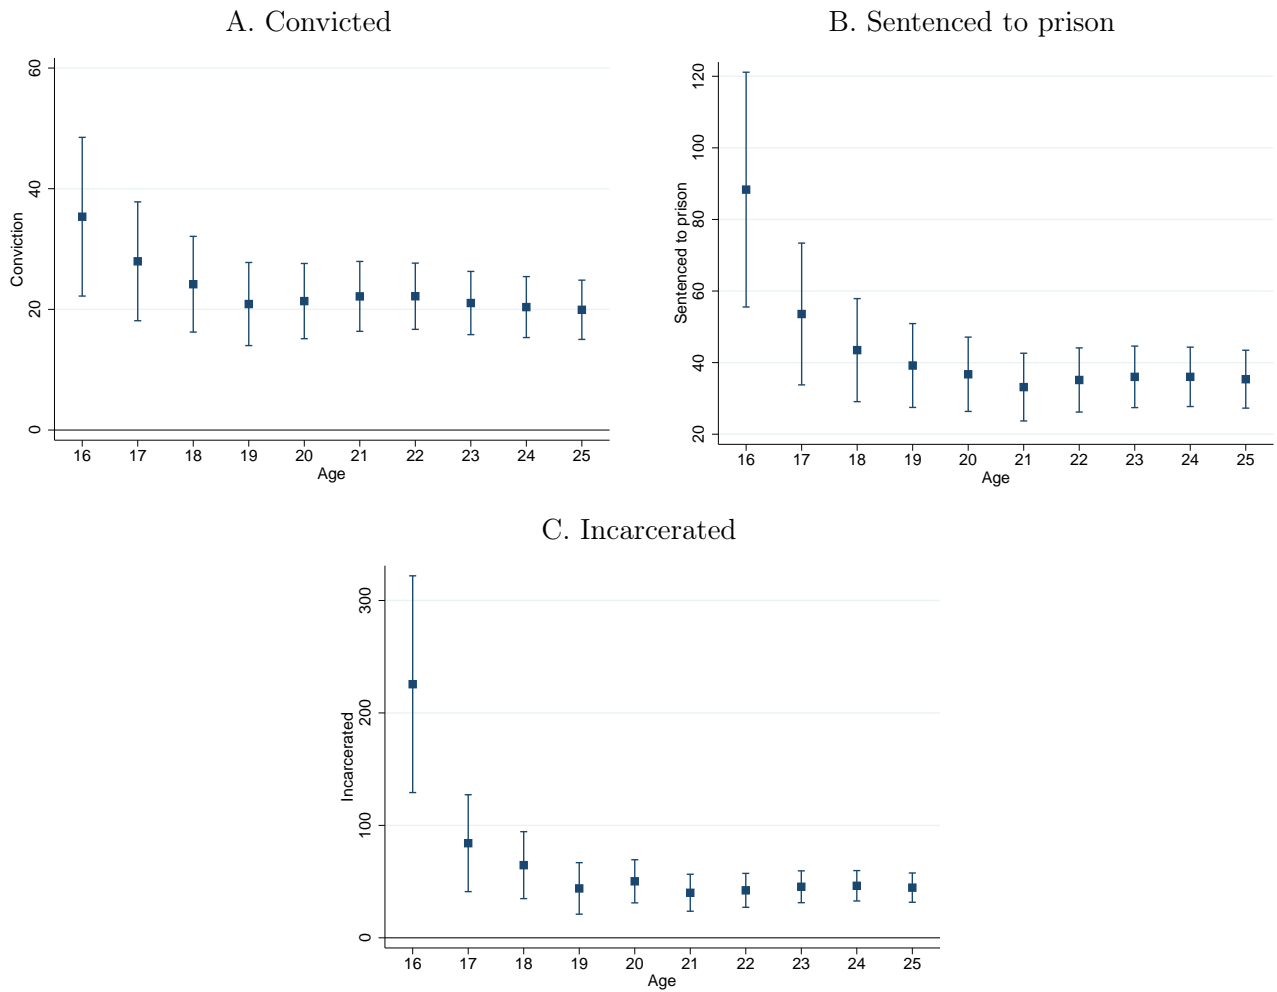 A. Convicted
60
40
20
0
Conviction
16 17 18 19 20 21 22 23 24 25
Age
B. Sentenced to prison
120
100
80
60
40
20
Sentenced to prison
16 17 18 19 20 21 22 23 24 25
Age
C. Incarcerated
300
200
100
0
Incarcerated
16 17 18 19 20 21 22 23 24 25
Age